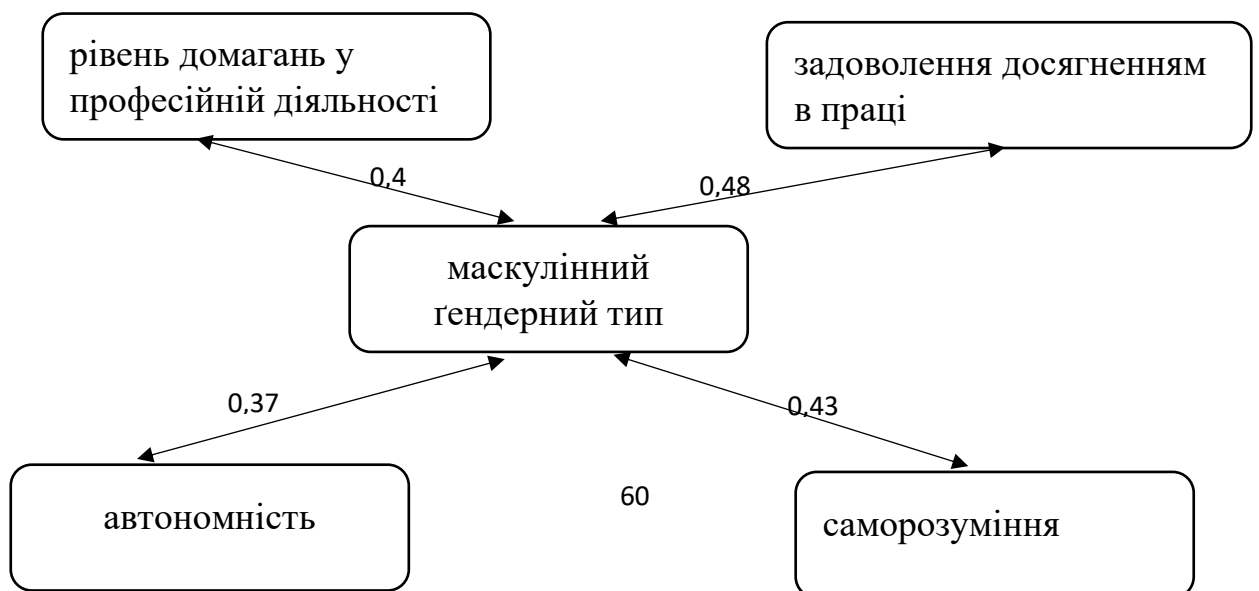 рівень домагань у
професійній діяльності
задоволення досягненням
в праці
0,4
0,48
маскулінний
ґендерний тип
0,37
0,43
автономність
60
саморозуміння